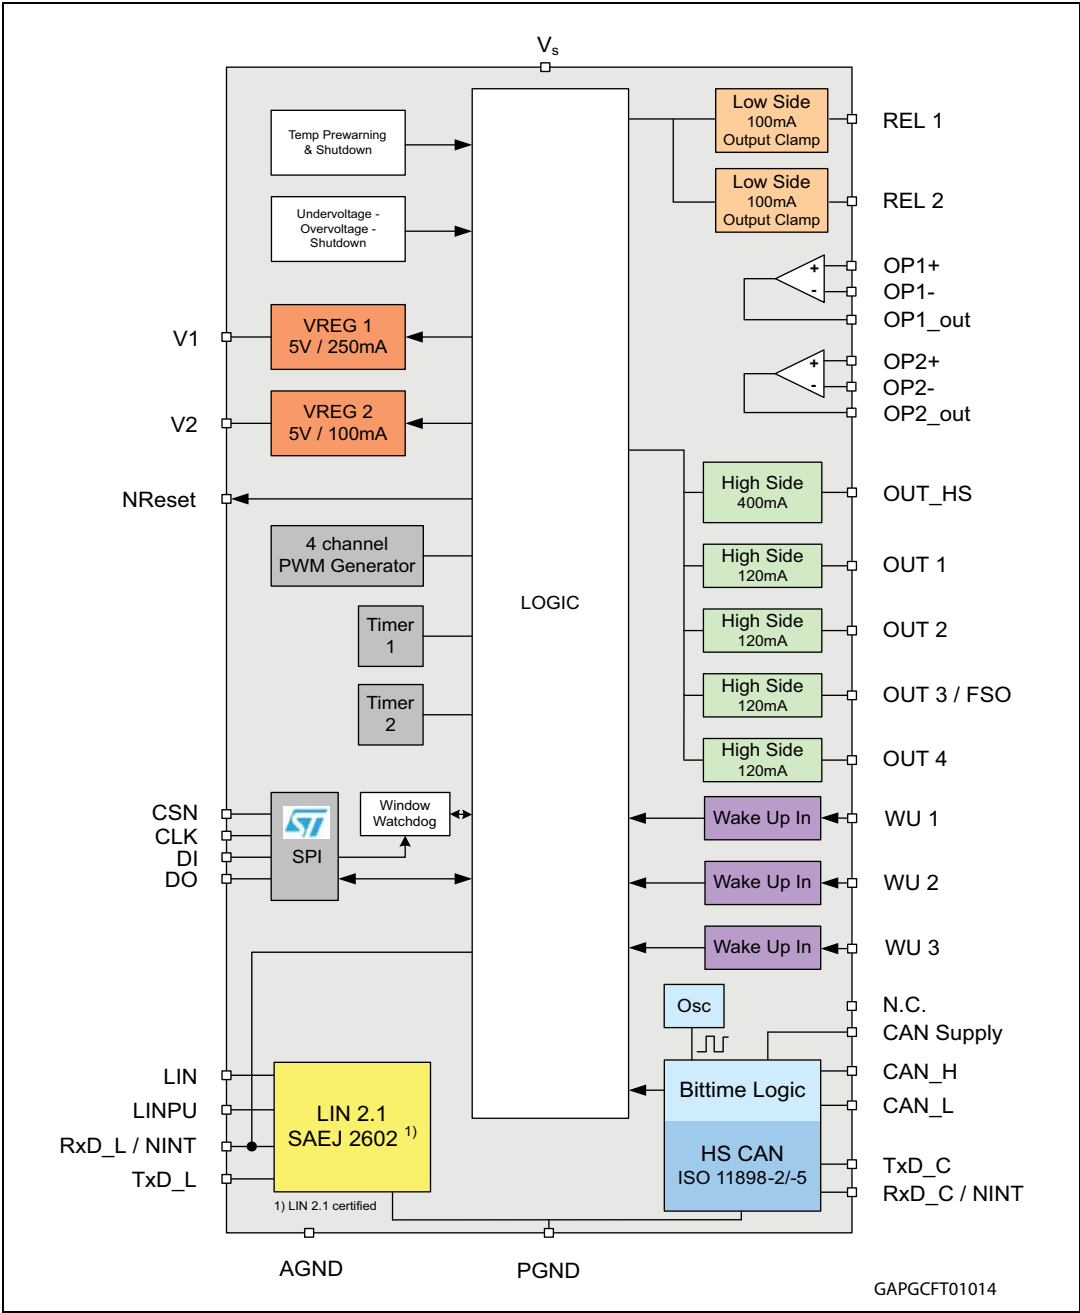 Vs
Temp Prewarning
& Shutdown
Undervoltage -
Overvoltage -
Shutdown
V1
VREG 1
5V / 250mA
V2
VREG 2
5V / 100mA
NReset
4 channel
PWM Generator
Timer
1
Timer
2
CSN
CLK
DI
DO
ST
SPI
Window
Watchdog
LIN
LINPU
RxD_L / NINT
TxD_L
LIN 2.1
SAEJ 2602 1)
1) LIN 2.1 certified
AGND
PGND
LOGIC
Low Side
100mA
Output Clamp
REL 1
Low Side
100mA
Output Clamp
REL 2
+
-
OP1+
OP1-
OP1_out
+
-
OP2+
OP2-
OP2_out
High Side
400mA
OUT_HS
High Side
120mA
OUT 1
High Side
120mA
OUT 2
High Side
120mA
OUT 3 / FSO
High Side
120mA
OUT 4
Wake Up In
WU 1
Wake Up In
WU 2
Wake Up In
WU 3
Osc
N.C.
CAN Supply
Bittime Logic
CAN_H
CAN_L
HS CAN
ISO 11898-2/-5
TxD_C
RxD_C / NINT
GAPGCFT01014